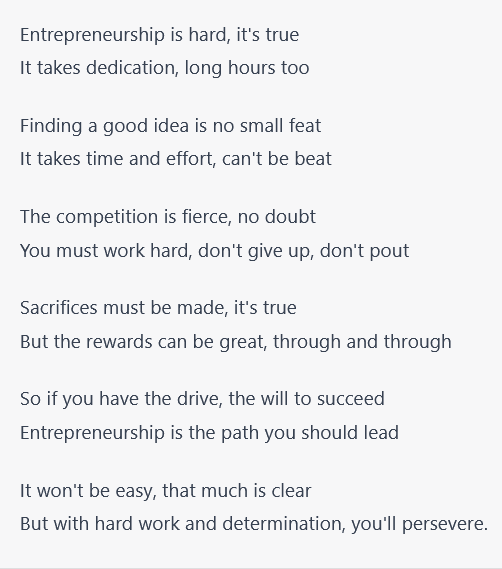 Entrepreneurship is hard, it's true
It takes dedication, long hours too
Finding a good idea is no small feat
It takes time and effort, can't be beat
The competition is fierce, no doubt
You must work hard, don't give up, don't pout
Sacrifices must be made, it's true
But the rewards can be great, through and through
So if you have the drive, the will to succeed
Entrepreneurship is the path you should lead
It won't be easy, that much is clear
But with hard work and determination, you'll persevere.